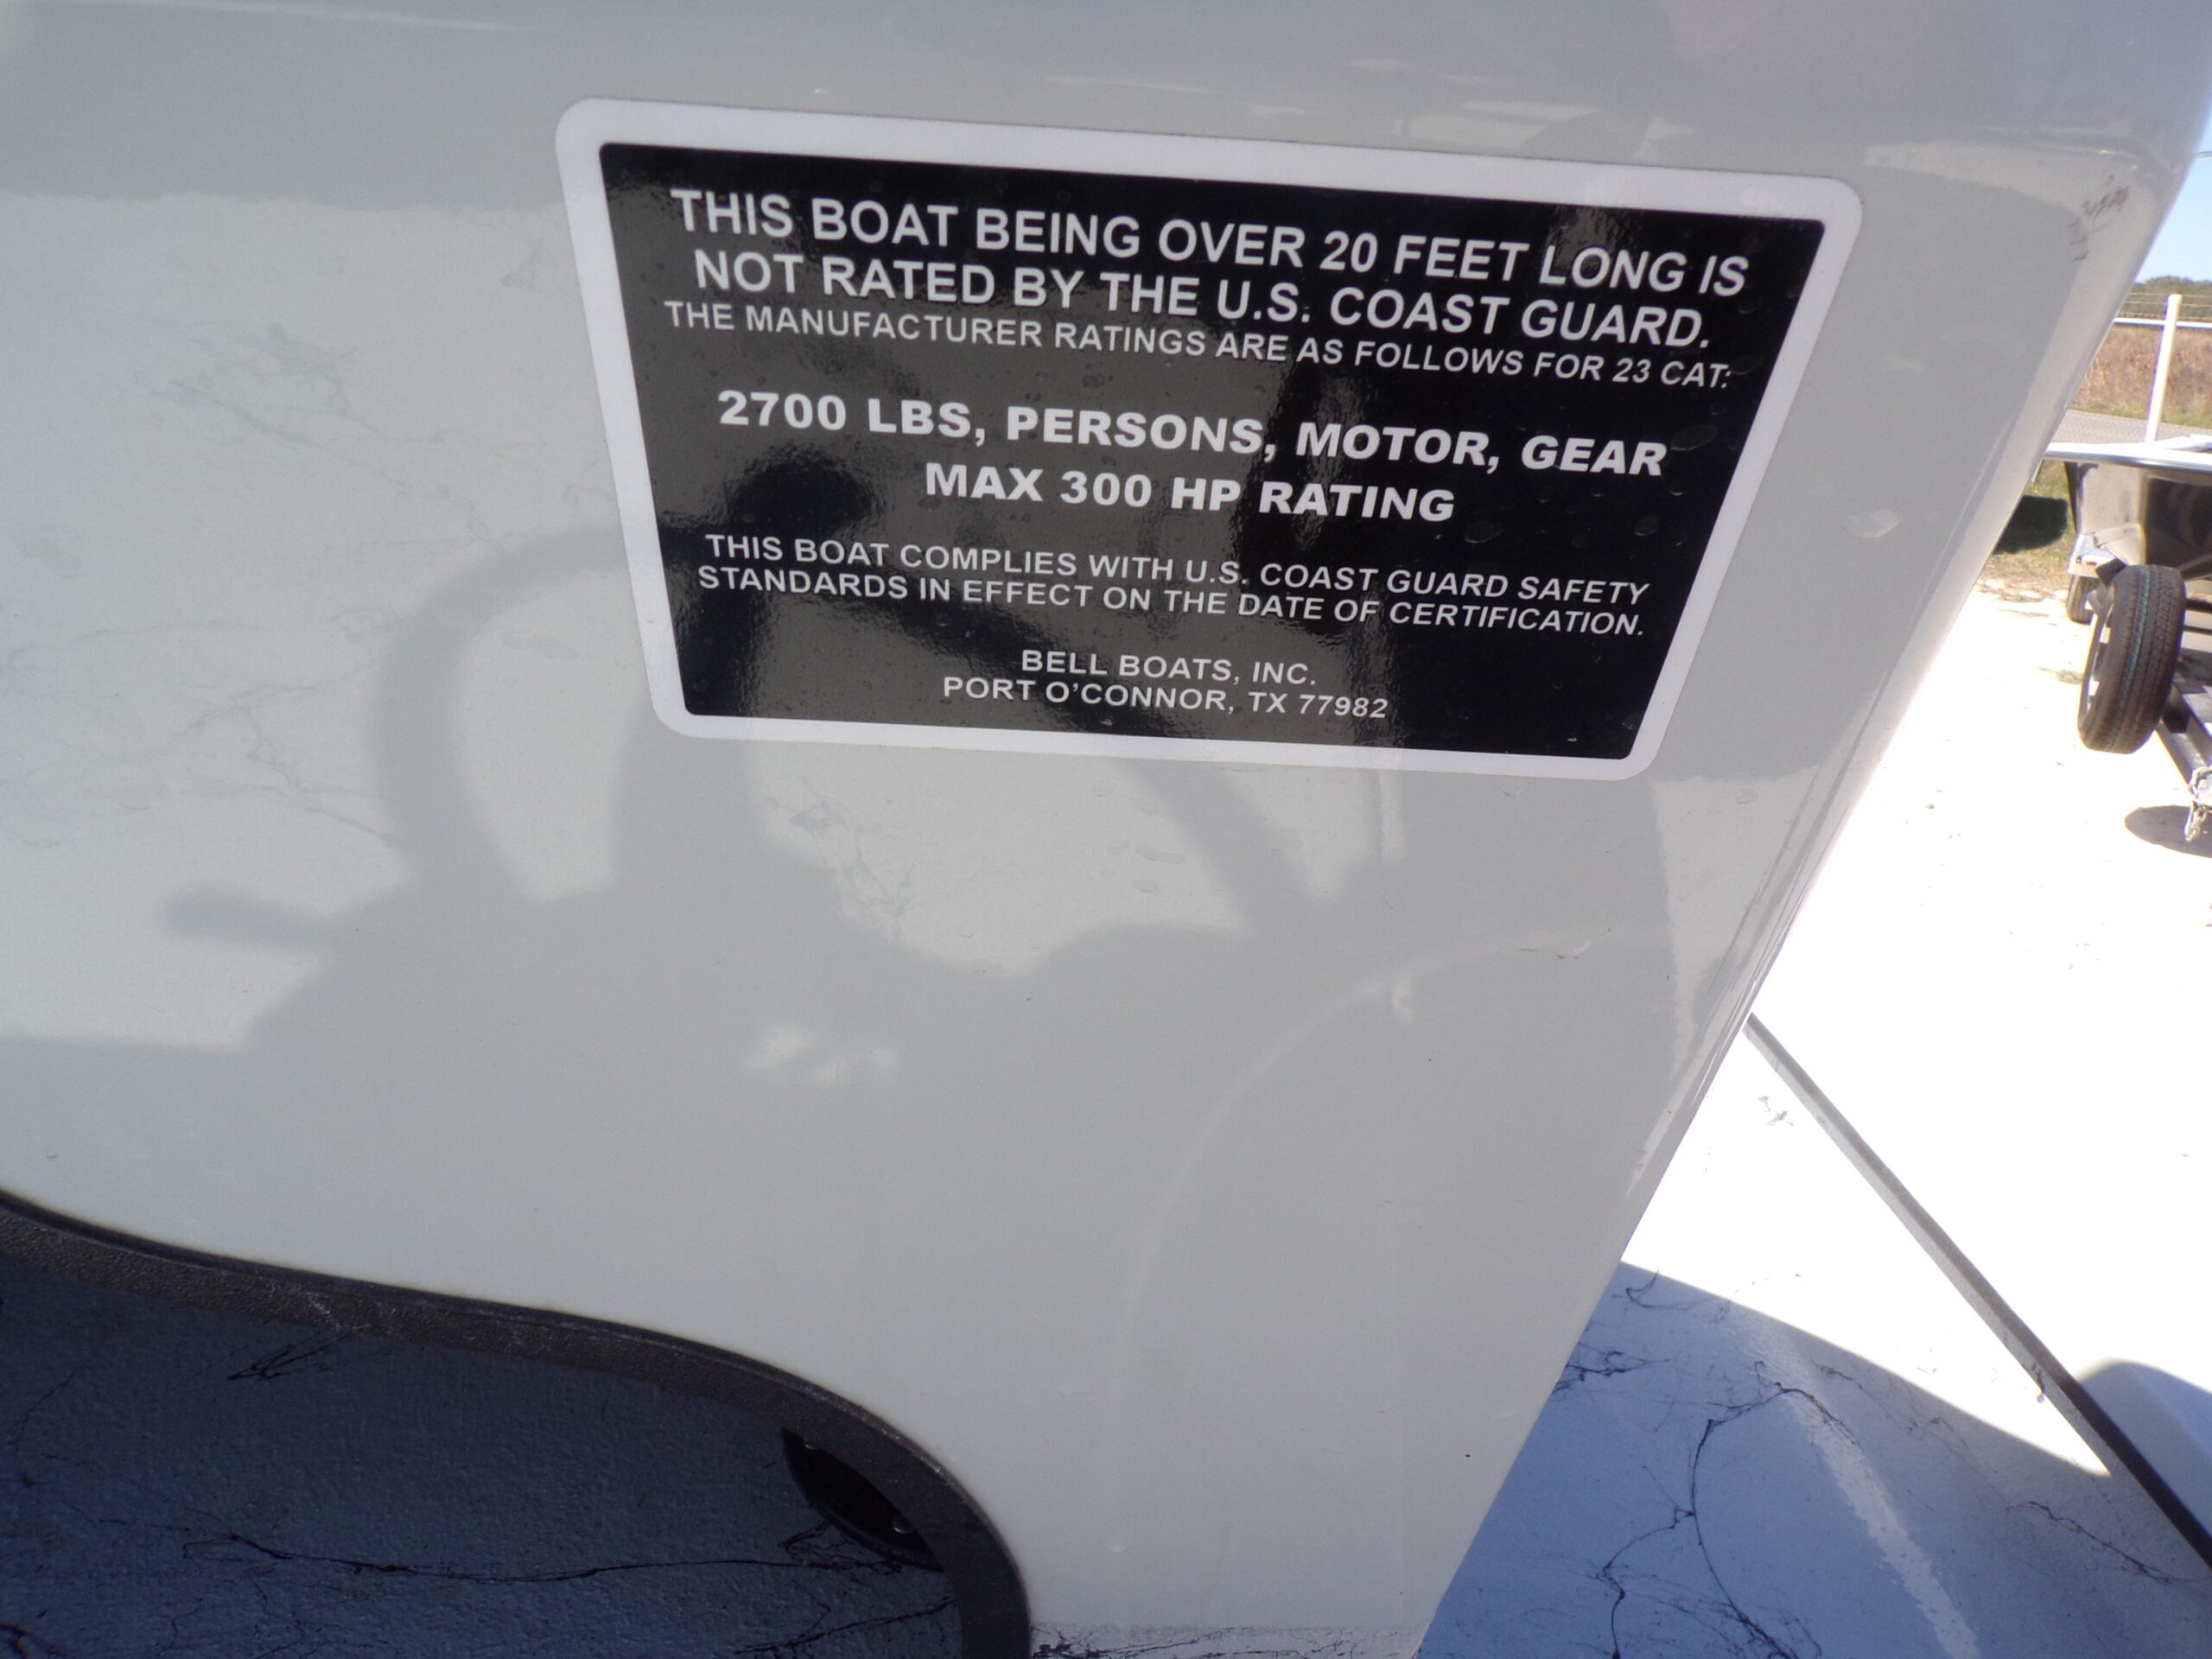 THIS BOAT BEING OVER 20 FEET LONG IS
NOT RATED BY THE U.S. COAST GUARD.
THE MANUFACTURER RATINGS ARE AS FOLLOWS FOR 23 CAT:
2700 LBS, PERSONS, MOTOR, GEAR
MAX 300 HP RATING
THIS BOAT COMPLIES WITH U.S. COAST GUARD SAFETY
STANDARDS IN EFFECT ON THE DATE OF CERTIFICATION.
BELL BOATS, INC.
PORT O'CONNOR, TX 77982